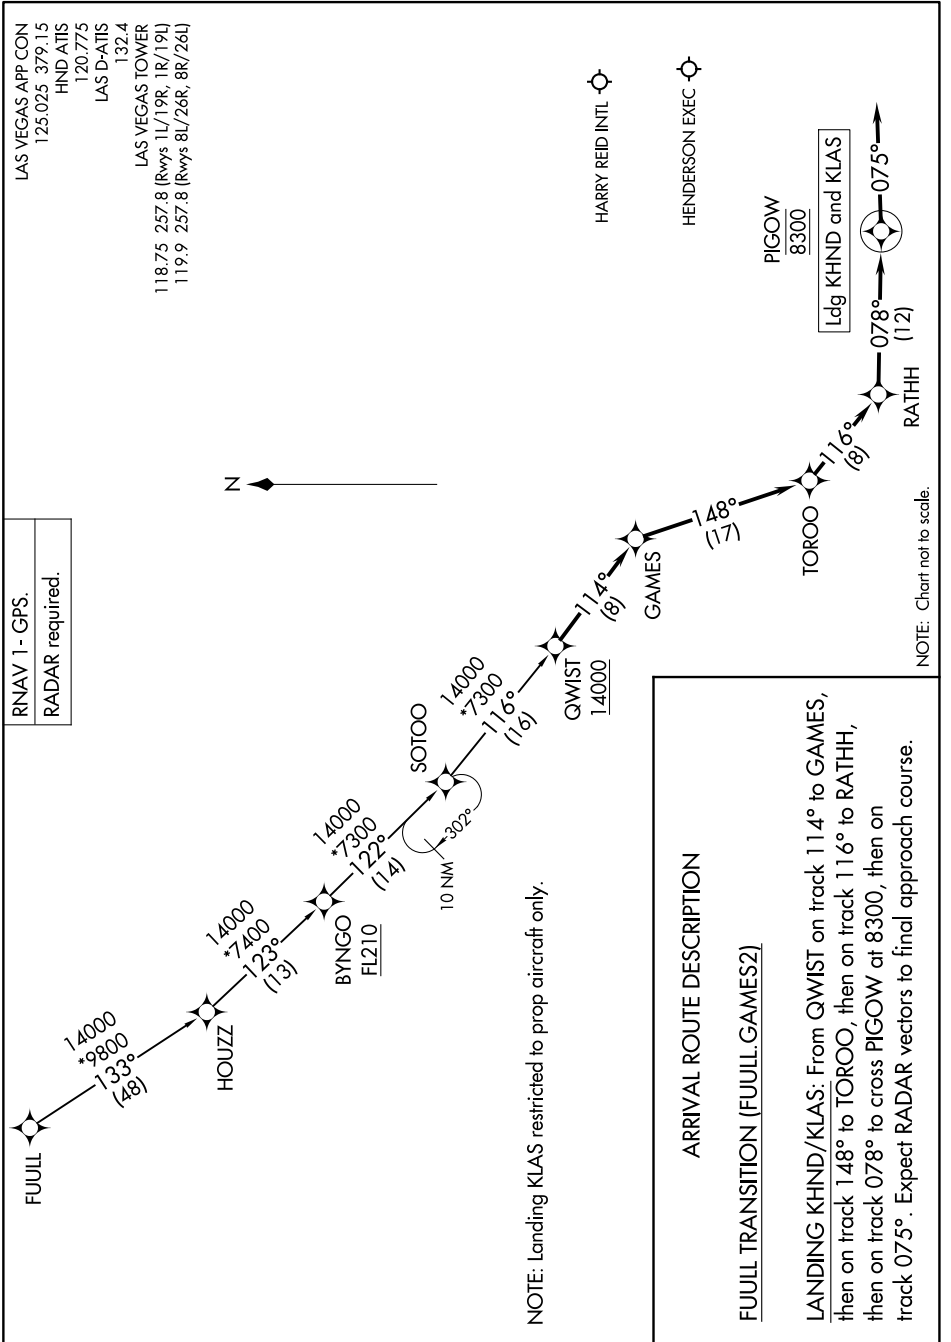 LAS VEGAS APP CON
125.025 379.15
HND ATIS
120.775
LAS D-ATIS
132.4
LAS VEGAS TOWER
118.75 257.8 (Rwys 1L/19R, 1R/19L)
119.9 257.8 (Rwys 8L/26R, 8R/26L)
RNAV 1 - GPS.
RADAR required.
N
HARRY REID INTL
HENDERSON EXEC
FUULL
14000
*9800
133°
(48)
HOUZZ
14000
*7400
123°
(13)
BYNGO
FL210
14000
*7300
122°
(14)
SOTOO
10 NM
302°
14000
*7300
116°
(16)
QWIST
14000
114°
(8)
GAMES
148°
(17)
TOROO
116°
(8)
RATHH
078°
(12)
PIGOW
8300
Ldg KHND and KLAS
075°
NOTE: Landing KLAS restricted to prop aircraft only.
NOTE: Chart not to scale.
ARRIVAL ROUTE DESCRIPTION
FUULL TRANSITION (FUULL.GAMES2)
LANDING KHND/KLAS: From QWIST on track 114° to GAMES,
then on track 148° to TOROO, then on track 116° to RATHH,
then on track 078° to cross PIGOW at 8300, then on
track 075°. Expect RADAR vectors to final approach course.